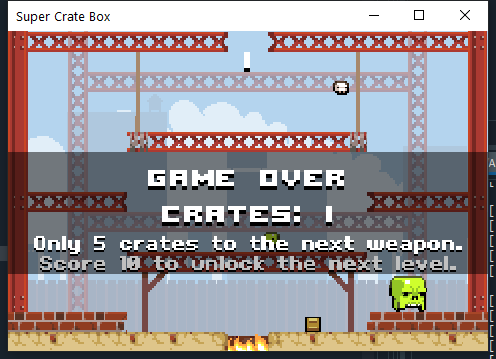 Super Crate Box
GAME OVER
CRATES: 1
Only 5 crates to the next weapon.
Score 10 to unlock the next level.